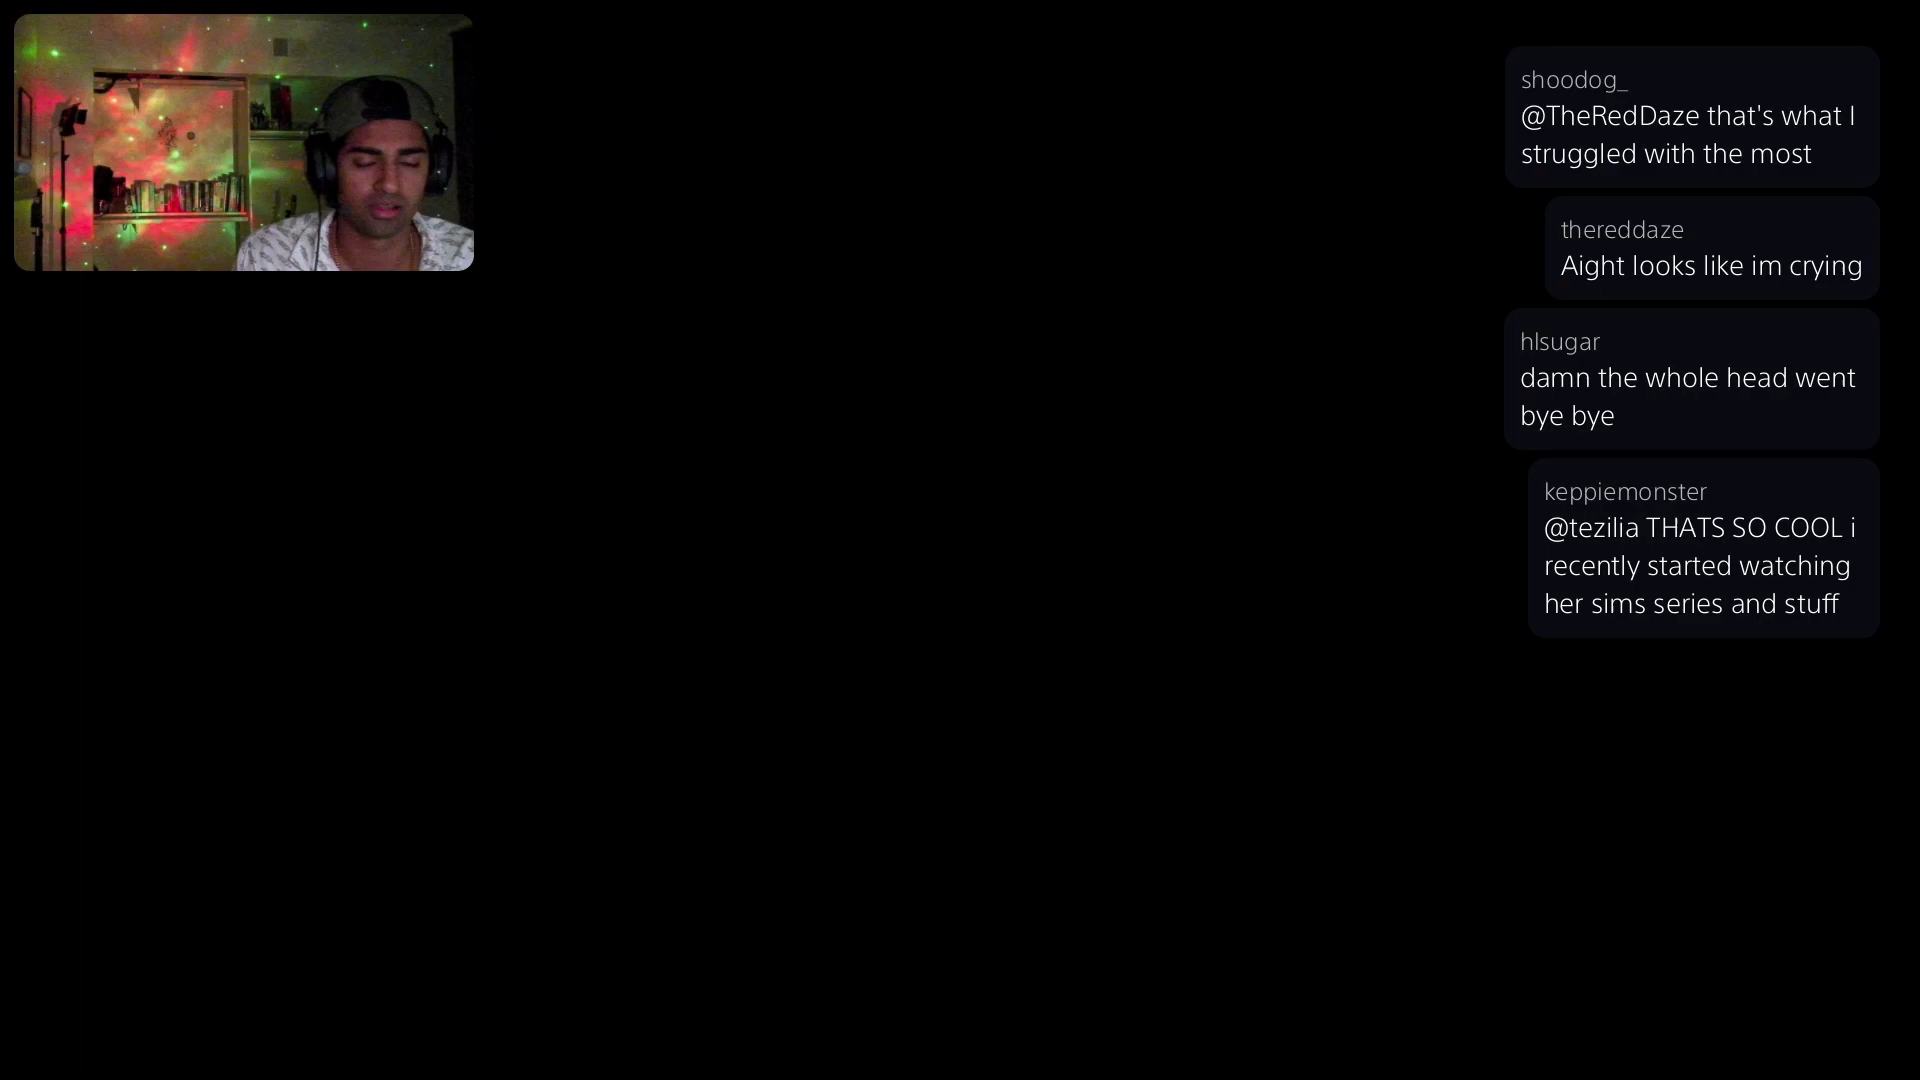 shoodog_
@TheRedDaze that's what I
struggled with the most
thereddaze
Aight looks like im crying
hlsugar
damn the whole head went
bye bye
keppiemonster
@tezilia THATS SO COOL i
recently started watching
her sims series and stuff